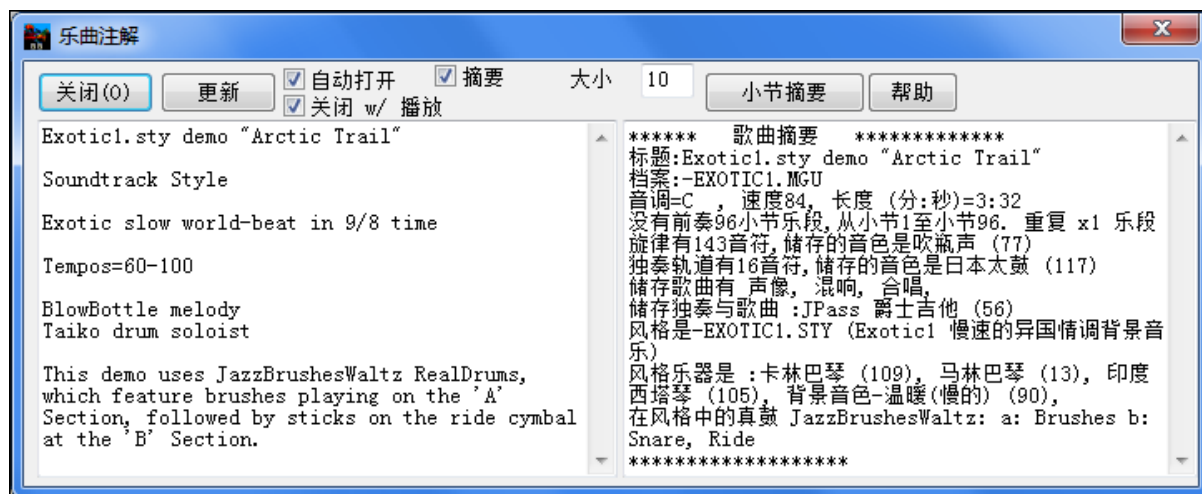 乐曲注解
关闭(O) 更新 自动打开 摘要 大小 10 小节摘要 帮助
关闭 w/ 播放
Exotic1.sty demo "Arctic Trail"
Soundtrack Style
Exotic slow world-beat in 9/8 time
Tempos=60-100
BlowBottle melody
Taiko drum soloist
This demo uses JazzBrushesWaltz RealDrums,
which feature brushes playing on the 'A'
Section, followed by sticks on the ride cymbal
at the 'B' Section.
****** 歌曲摘要 *************
标题:Exotic1.sty demo "Arctic Trail"
档案:-EXOTIC1.MGU
音调=C , 速度84, 长度 (分:秒)=3:32
没有前奏96小节乐段,从小节1至小节96. 重复 x1 乐段
旋律有143音符,储存的音色是吹瓶声 (77)
独奏轨道有16音符,储存的音色是日本太鼓 (117)
储存歌曲有 声像, 混响, 合唱,
储存独奏与歌曲 :JPass 爵士吉他 (56)
风格是-EXOTIC1.STY (Exotic1 慢速的异国情调背景音
乐)
风格乐器是 :卡林巴琴 (109), 马林巴琴 (13), 印度
西塔琴 (105), 背景音色-温暖(慢的) (90),
在风格中的真鼓 JazzBrushesWaltz: a: Brushes b:
Snare, Ride
*******************